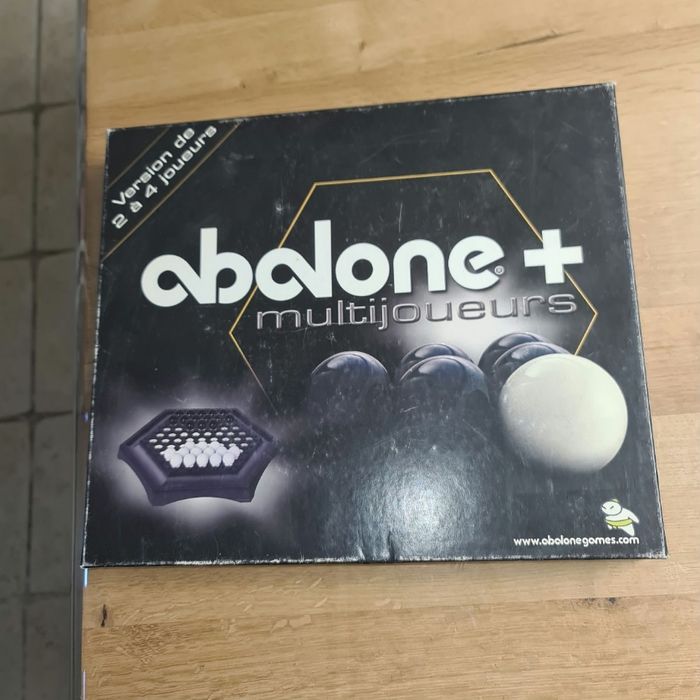 Version de
2 à 4 joueurs
abalone® +
multijoueurs
www.abalonegames.com